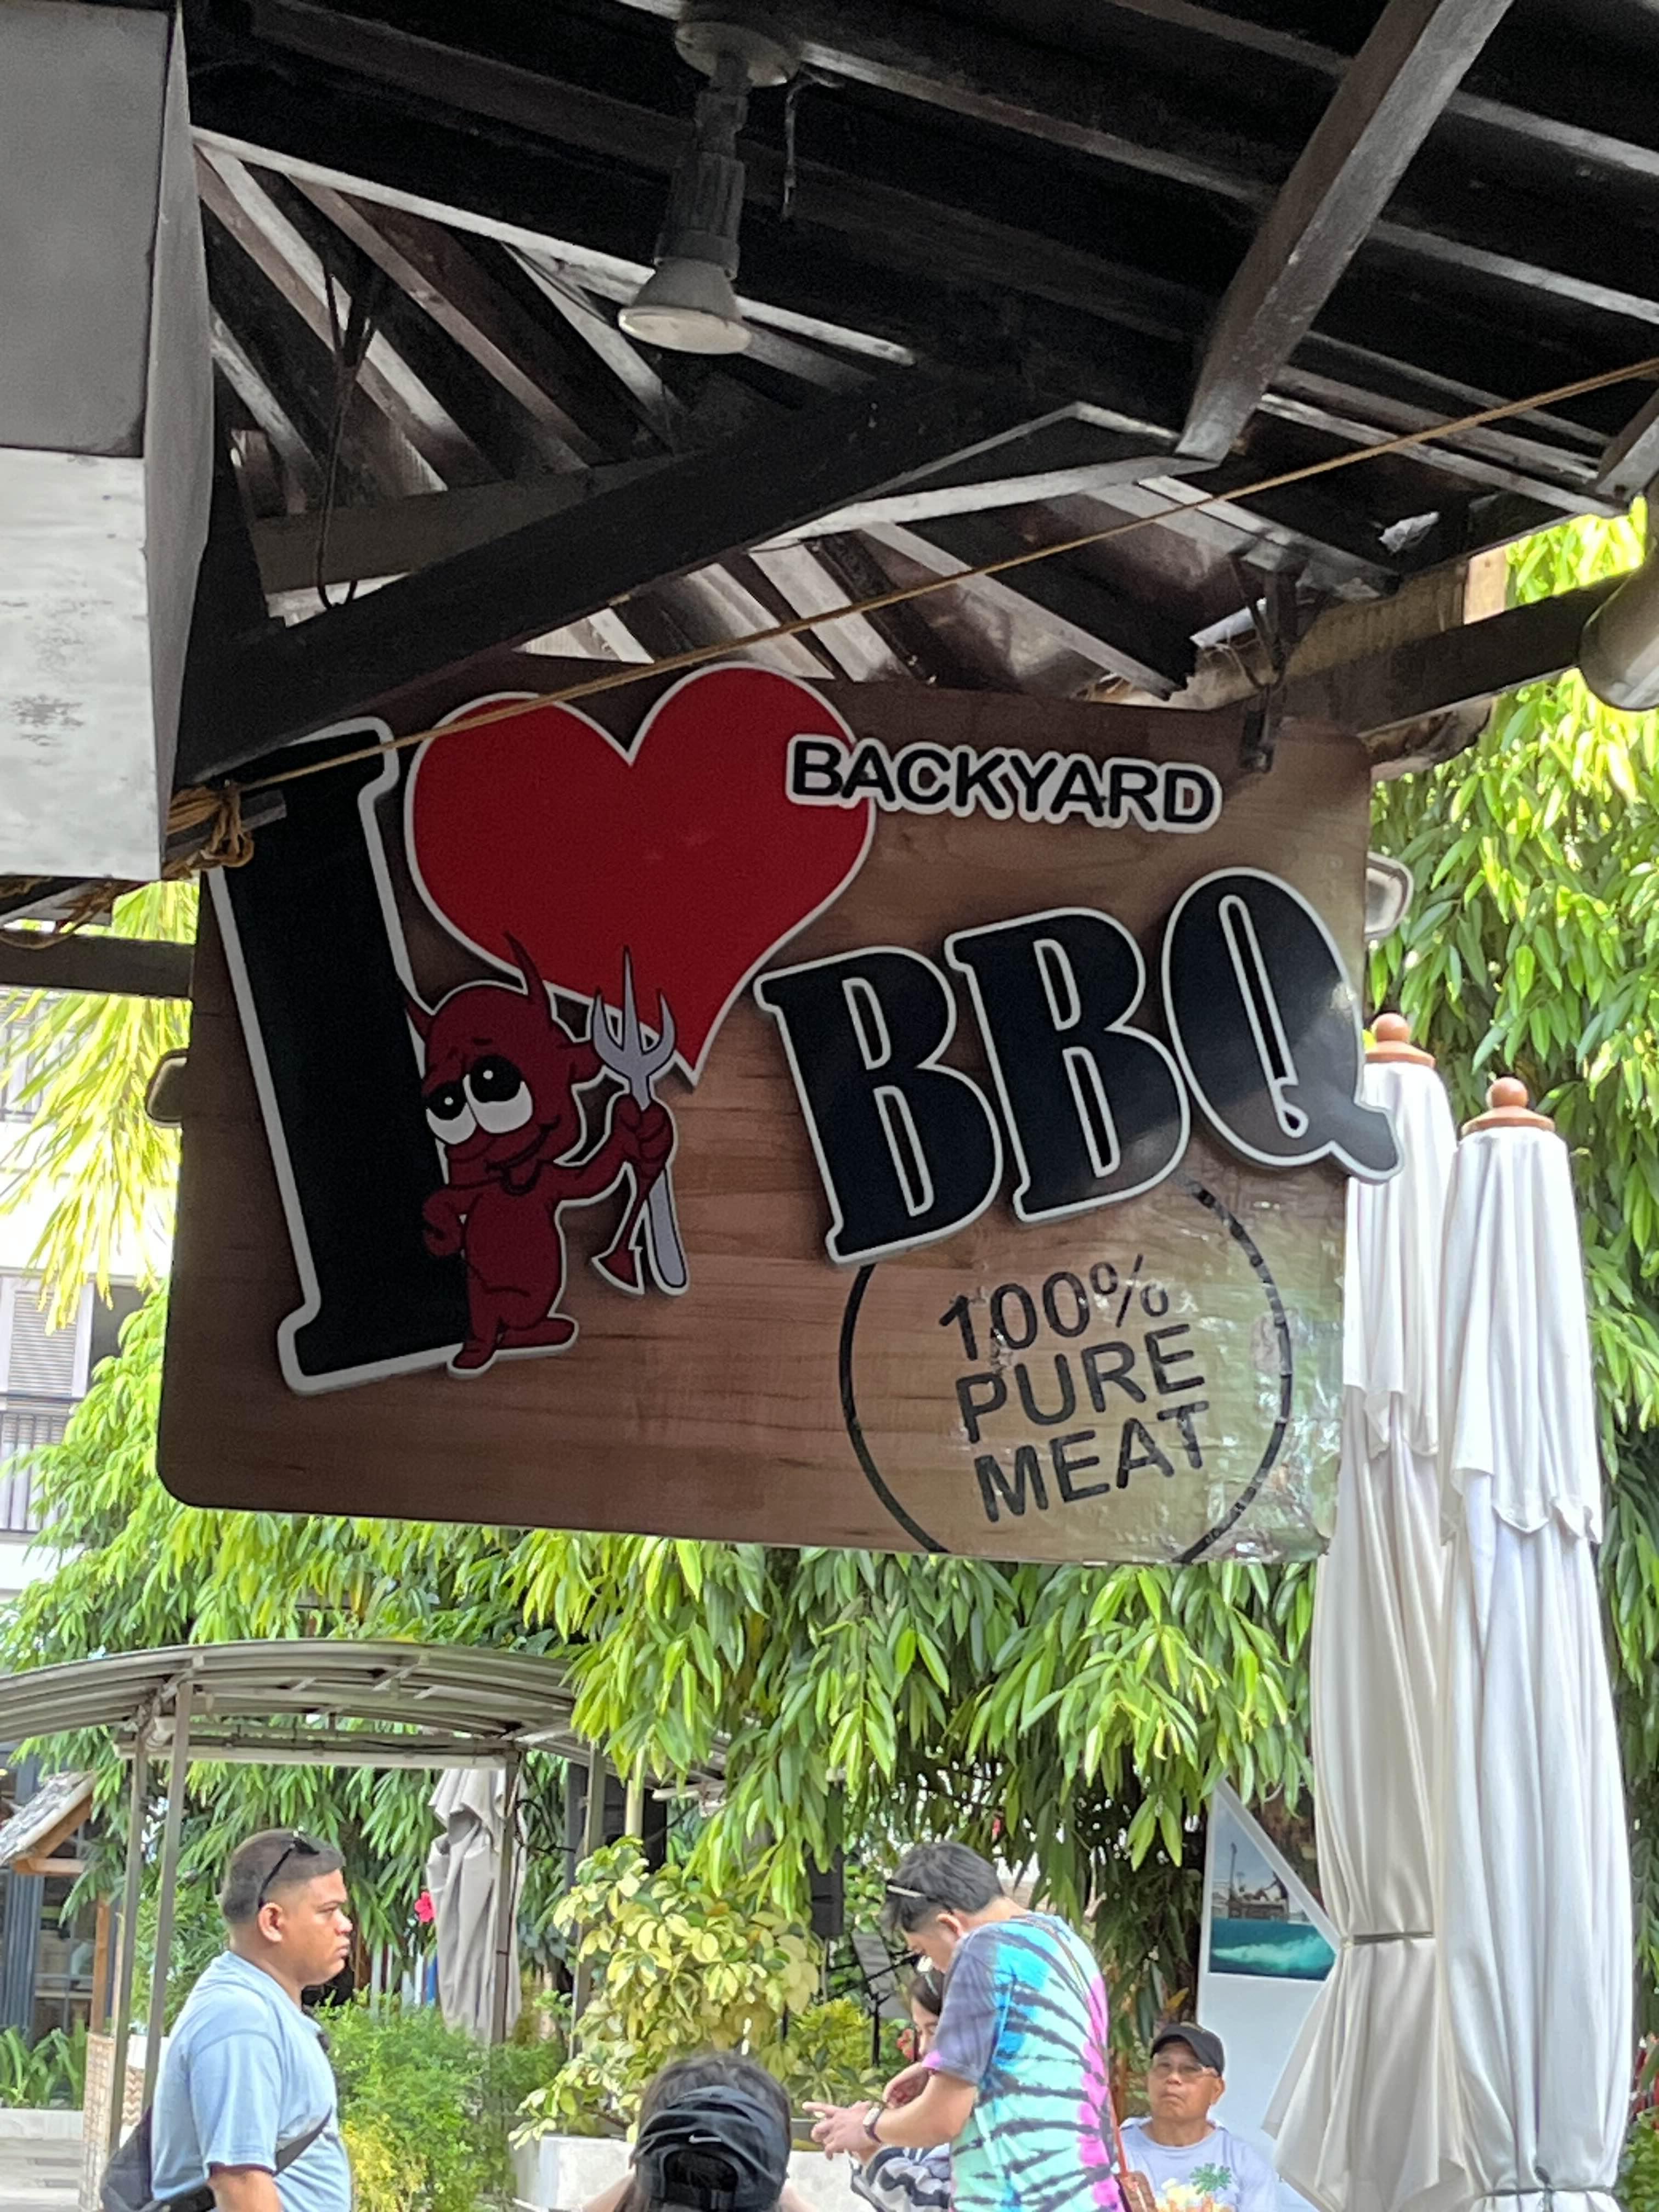 I
BACKYARD
BBQ
100%
PURE
MEAT